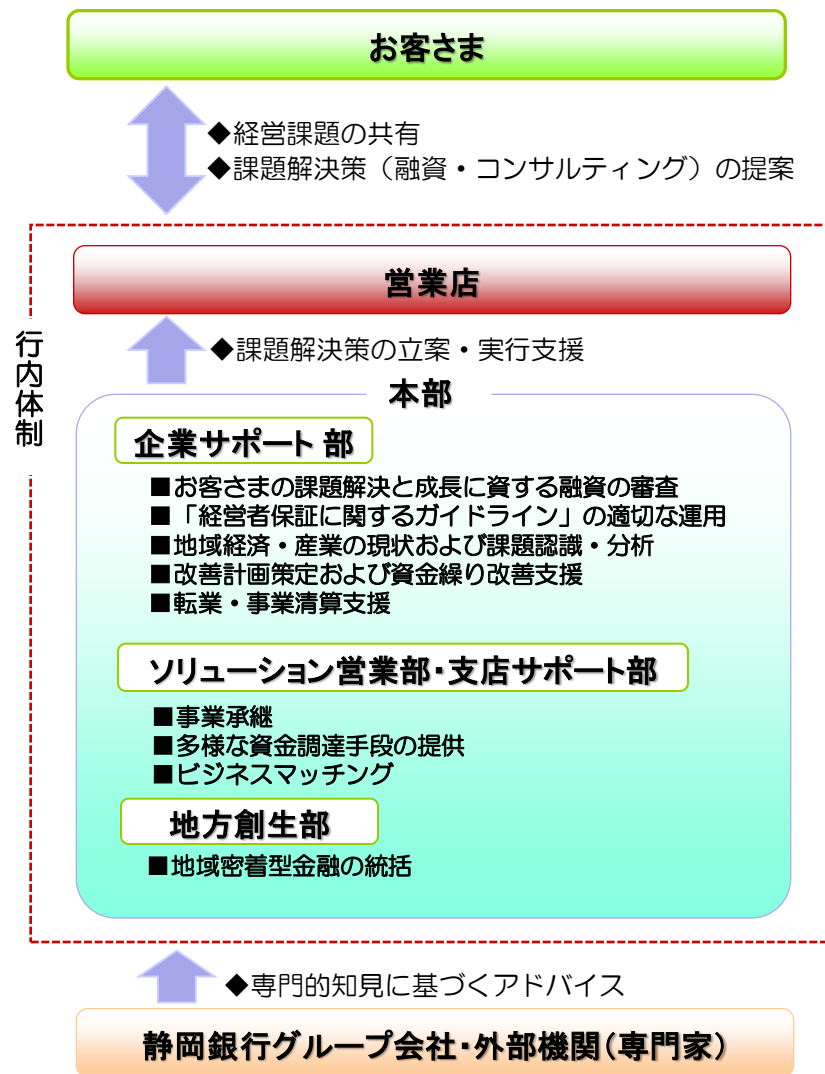 お客さま
◆経営課題の共有
◆課題解決策（融資・コンサルティング）の提案
営業店
行内体制
◆課題解決策の立案・実行支援
本部
企業サポート部
■お客さまの課題解決と成長に資する融資の審査
■「経営者保証に関するガイドライン」の適切な運用
■地域経済・産業の現状および課題認識・分析
■改善計画策定および資金繰り改善支援
■転業・事業清算支援
ソリューション営業部・支店サポート部
■事業承継
■多様な資金調達手段の提供
■ビジネスマッチング
地方創生部
■地域密着型金融の統括
◆専門的知見に基づくアドバイス
静岡銀行グループ会社・外部機関（専門家）